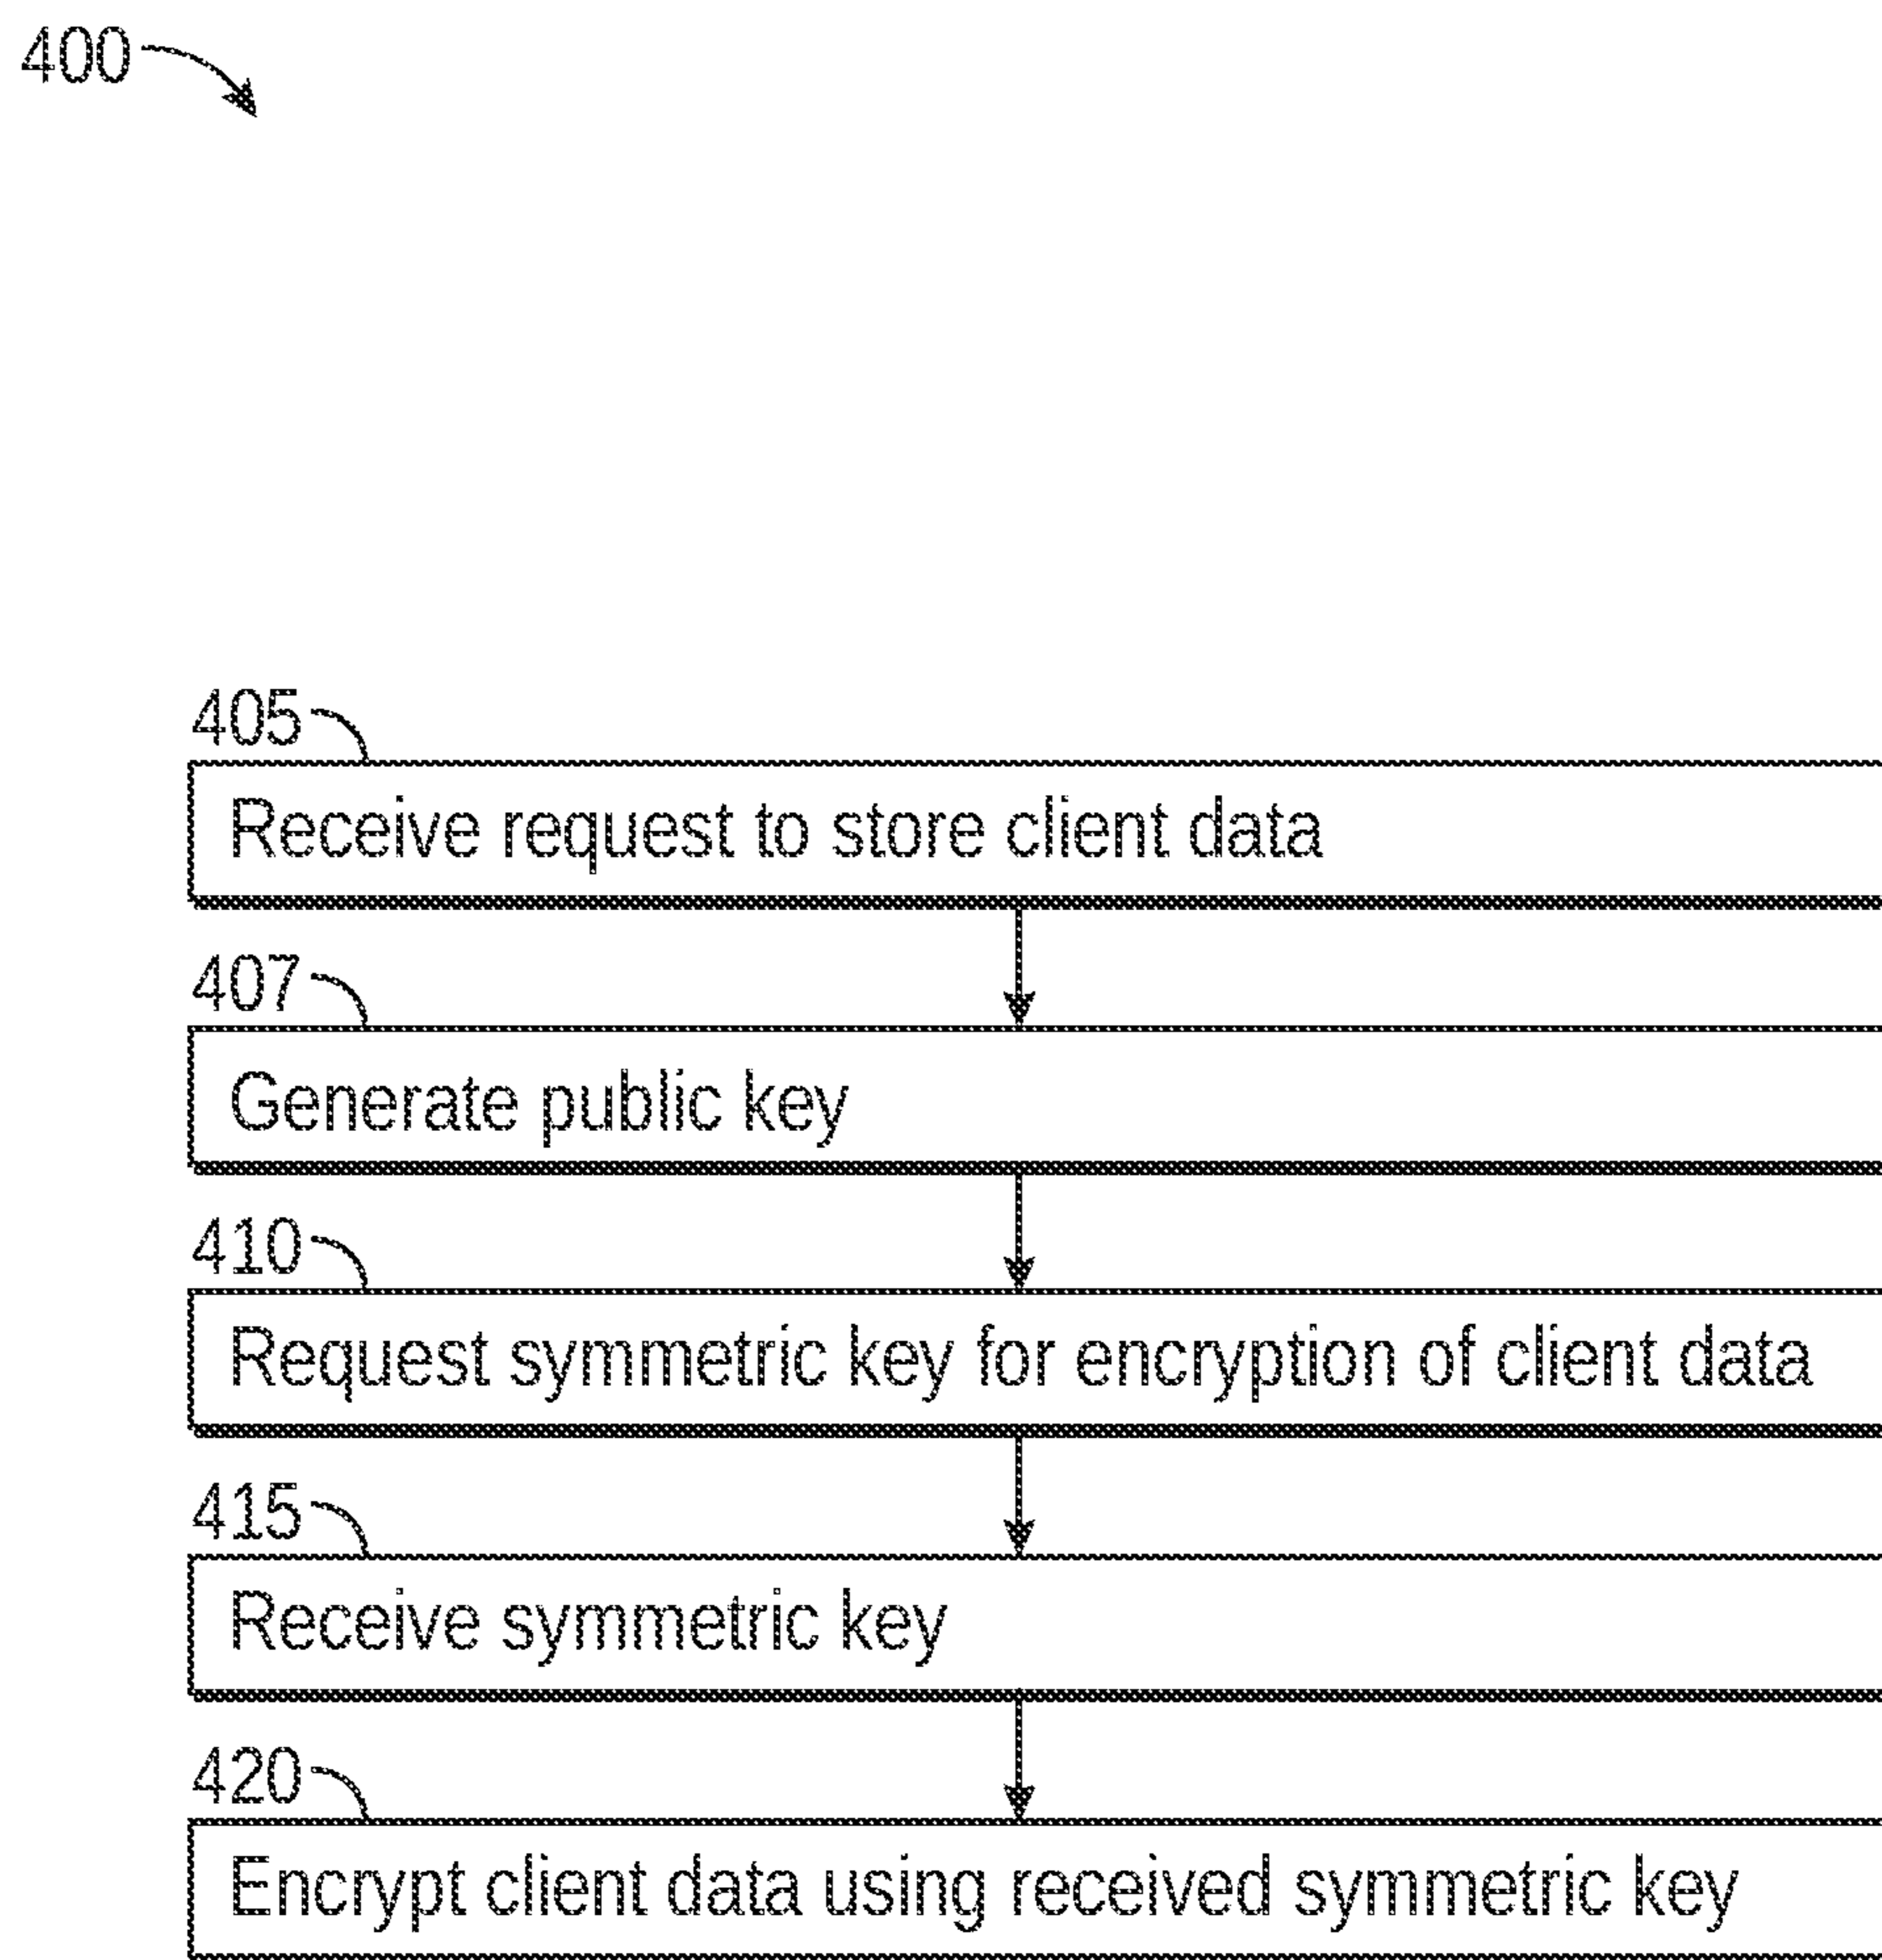 400
405
Receive request to store client data
407
Generate public key
410
Request symmetric key for encryption of client data
415
Receive symmetric key
420
Encrypt client data using received symmetric key